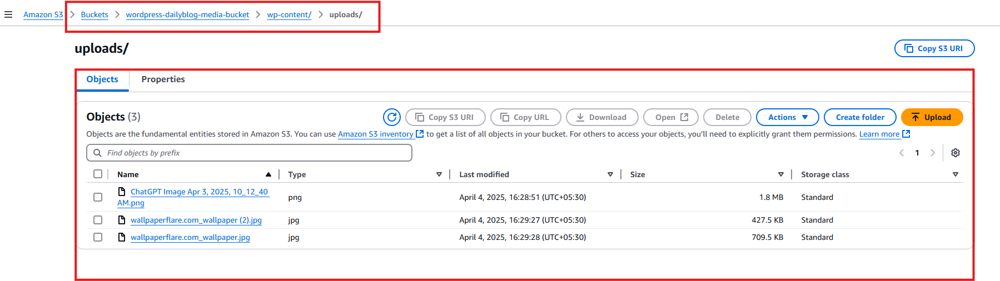 Amazon S3 > Buckets > wordpress-dailyblog-media-bucket > wp-content/ > uploads/
uploads/
Copy S3 URI
Objects Properties
Objects (3)
Copy S3 URI Copy URL Download Open Delete Actions Create folder Upload
Objects are the fundamental entities stored in Amazon S3. You can use Amazon S3 inventory to get a list of all objects in your bucket. For others to access your objects, you'll need to explicitly grant them permissions. Learn more
Find objects by prefix
1
Name Type Last modified Size Storage class
ChatGPT Image Apr 3, 2025, 10_12_40
AM.png
png April 4, 2025, 16:28:51 (UTC+05:30) 1.8 MB Standard
wallpaperflare.com_wallpaper (2).jpg jpg April 4, 2025, 16:29:27 (UTC+05:30) 427.5 KB Standard
wallpaperflare.com_wallpaper.jpg jpg April 4, 2025, 16:29:28 (UTC+05:30) 709.5 KB Standard